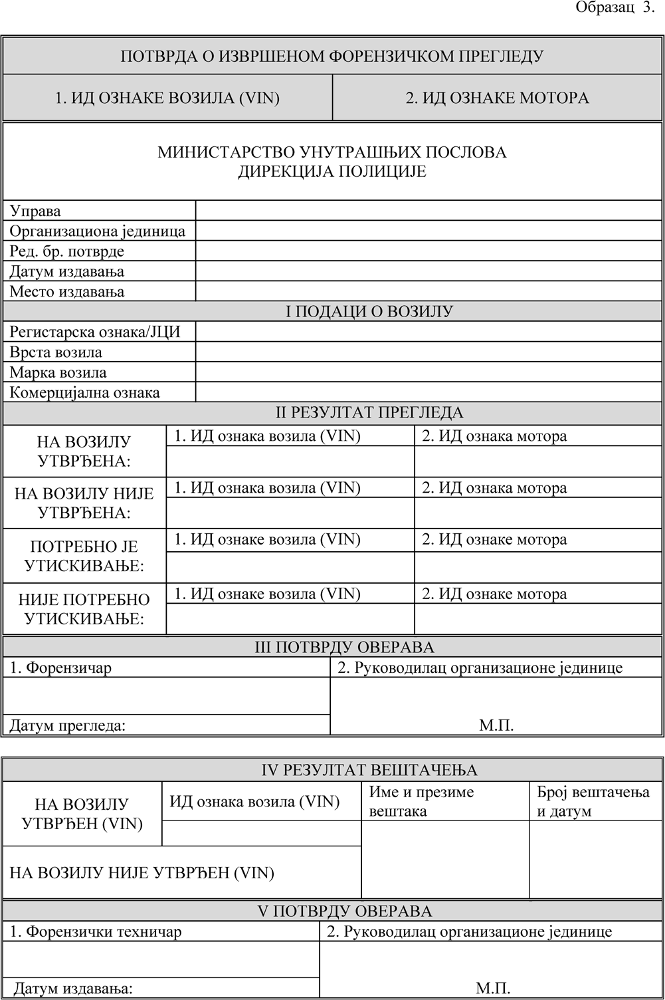 Образац 3.
ПОТВРДА О ИЗВРШЕНОМ ФОРЕНЗИЧКОМ ПРЕГЛЕДУ
1. ИД ОЗНАКЕ ВОЗИЛА (VIN)
2. ИД ОЗНАКЕ МОТОРА
МИНИСТАРСТВО УНУТРАШЊИХ ПОСЛОВА
ДИРЕКЦИЈА ПОЛИЦИЈЕ
Управа
Организациона јединица
Ред. бр. потврде
Датум издавања
Место издавања
I ПОДАЦИ О ВОЗИЛУ
Регистарска ознака/ЈЦИ
Врста возила
Марка возила
Комерцијална ознака
II РЕЗУЛТАТ ПРЕГЛЕДА
НА ВОЗИЛУ
УТВРЂЕНА:
1. ИД ознака возила (VIN)
2. ИД ознака мотора
НА ВОЗИЛУ НИЈЕ
УТВРЂЕНА:
1. ИД ознака возила (VIN)
2. ИД ознака мотора
ПОТРЕБНО ЈЕ
УТИСКИВАЊЕ:
1. ИД ознаке возила (VIN)
2. ИД ознаке мотора
НИЈЕ ПОТРЕБНО
УТИСКИВАЊЕ:
1. ИД ознаке возила (VIN)
2. ИД ознаке мотора
III ПОТВРДУ ОВЕРАВА
1. Форензичар
2. Руководилац организационе јединице
Датум прегледа:
М.П.
IV РЕЗУЛТАТ ВЕШТАЧЕЊА
НА ВОЗИЛУ
УТВРЂЕН (VIN)
ИД ознака возила (VIN)
Име и презиме
вештака
Број вештачења
и датум
НА ВОЗИЛУ НИЈЕ УТВРЂЕН (VIN)
V ПОТВРДУ ОВЕРАВА
1. Форензички техничар
2. Руководилац организационе јединице
Датум издавања:
М.П.